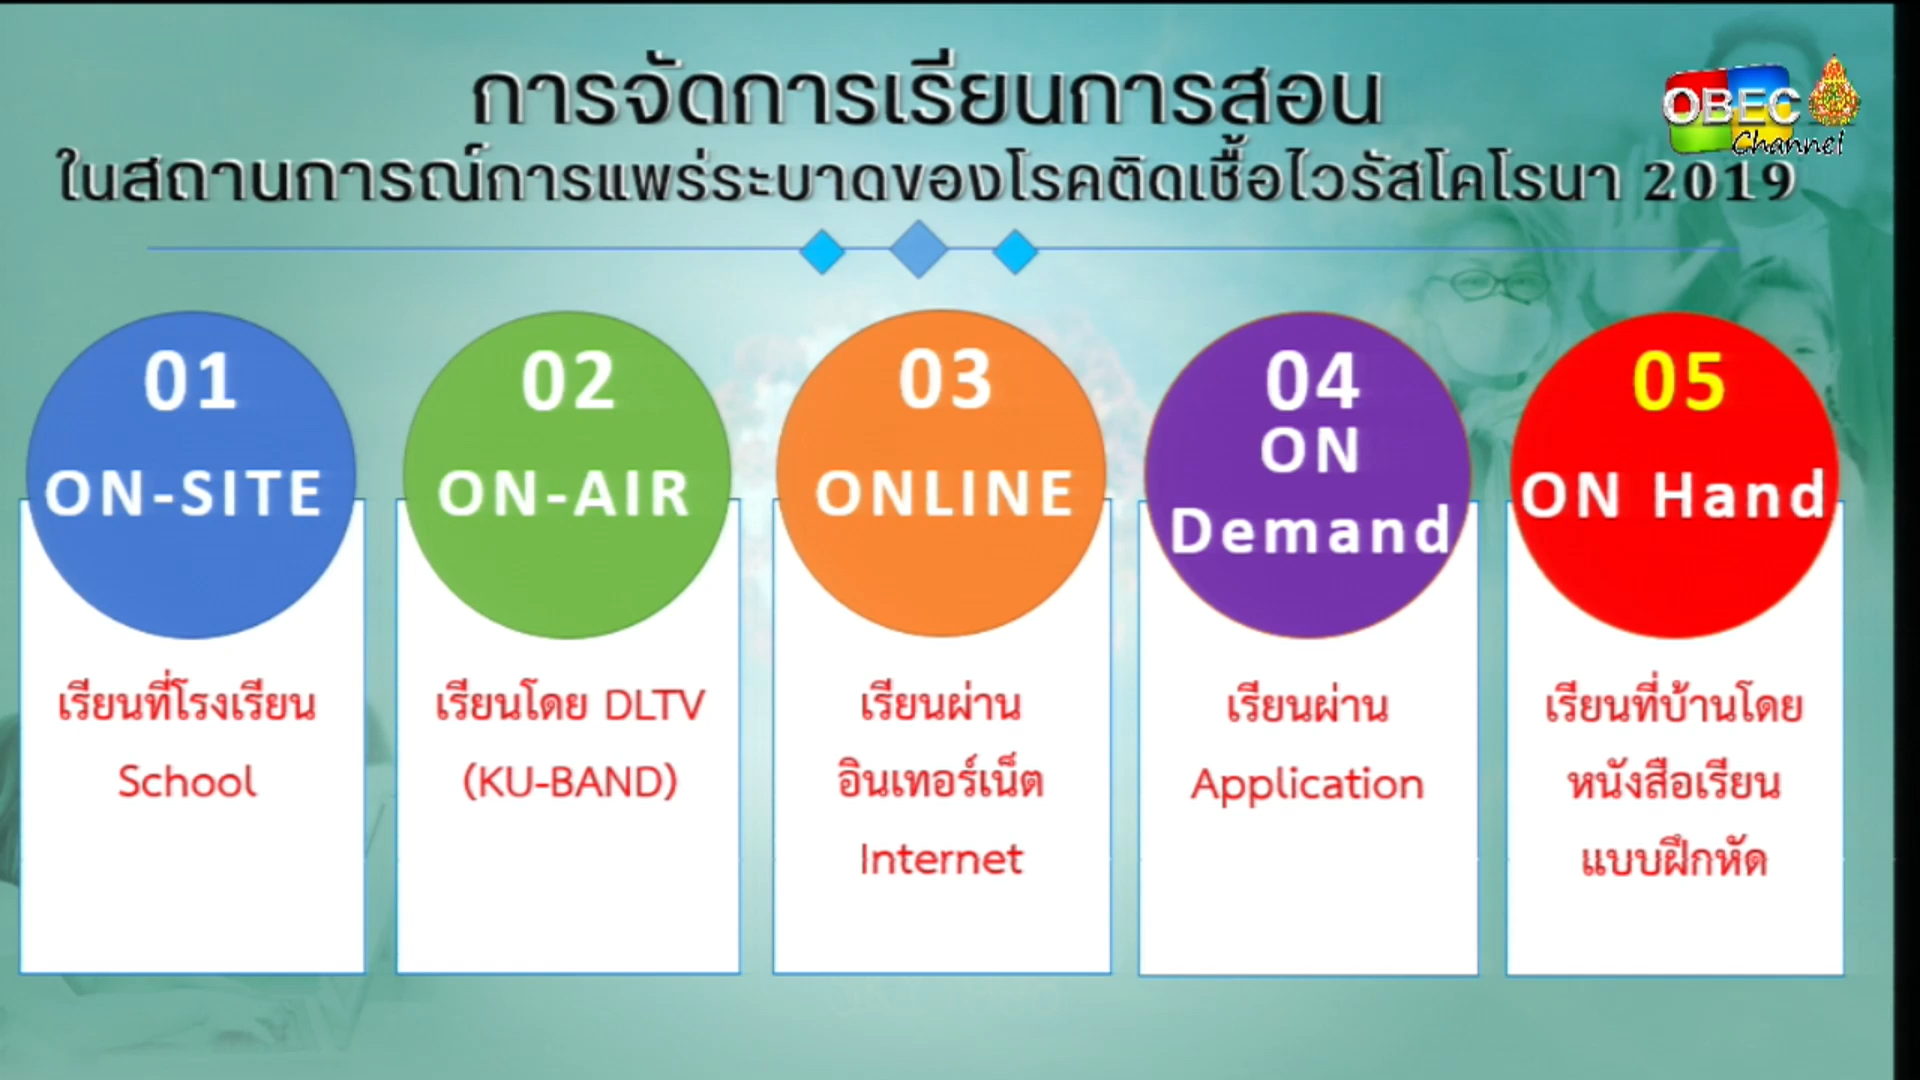 การจัดการเรียนการสอน
ในสถานการณ์การแพร่ระบาดของโรคติดเชื้อไวรัสโคโรนา 2019
OBEC
Channel
01
ON-SITE
เรียนที่โรงเรียน
School
02
ON-AIR
เรียนโดย DLTV
(KU-BAND)
03
ONLINE
เรียนผ่าน
อินเทอร์เน็ต
Internet
04
ON
Demand
เรียนผ่าน
Application
05
ON Hand
เรียนที่บ้านโดย
หนังสือเรียน
แบบฝึกหัด